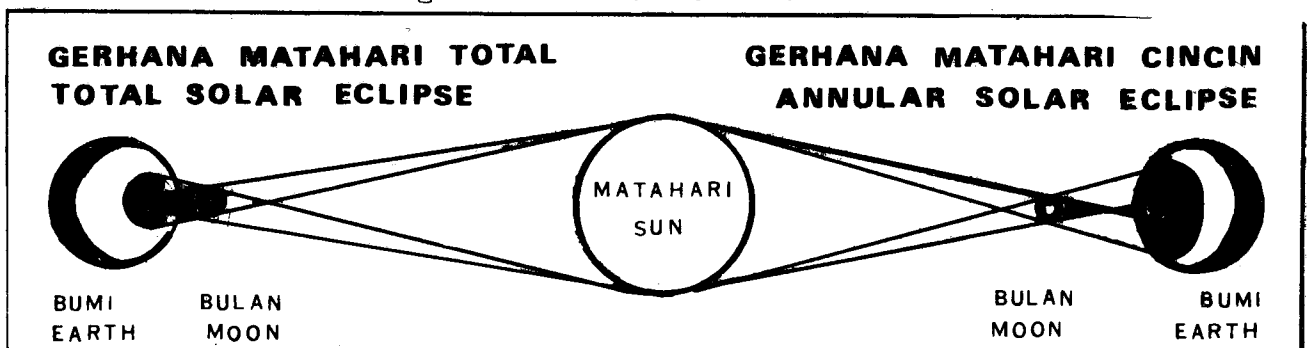 GERHANA MATAHARI TOTAL
TOTAL SOLAR ECLIPSE
GERHANA MATAHARI CINCIN
ANNULAR SOLAR ECLIPSE
MATAHARI
SUN
BUMI
EARTH
BULAN
MOON
BULAN
MOON
BUMI
EARTH